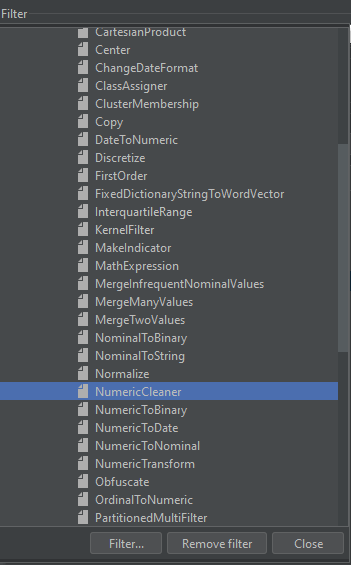 Filter
CartesianProduct
Center
ChangeDateFormat
ClassAssigner
ClusterMembership
Copy
DateToNumeric
Discretize
FirstOrder
FixedDictionaryStringToWordVector
InterquartileRange
KernelFilter
MakeIndicator
MathExpression
MergeInfrequentNominalValues
MergeManyValues
MergeTwoValues
NominalToBinary
NominalToString
Normalize
NumericCleaner
NumericToBinary
NumericToDate
NumericToNominal
NumericTransform
Obfuscate
OrdinalToNumeric
PartitionedMultiFilter
Filter... Remove filter Close